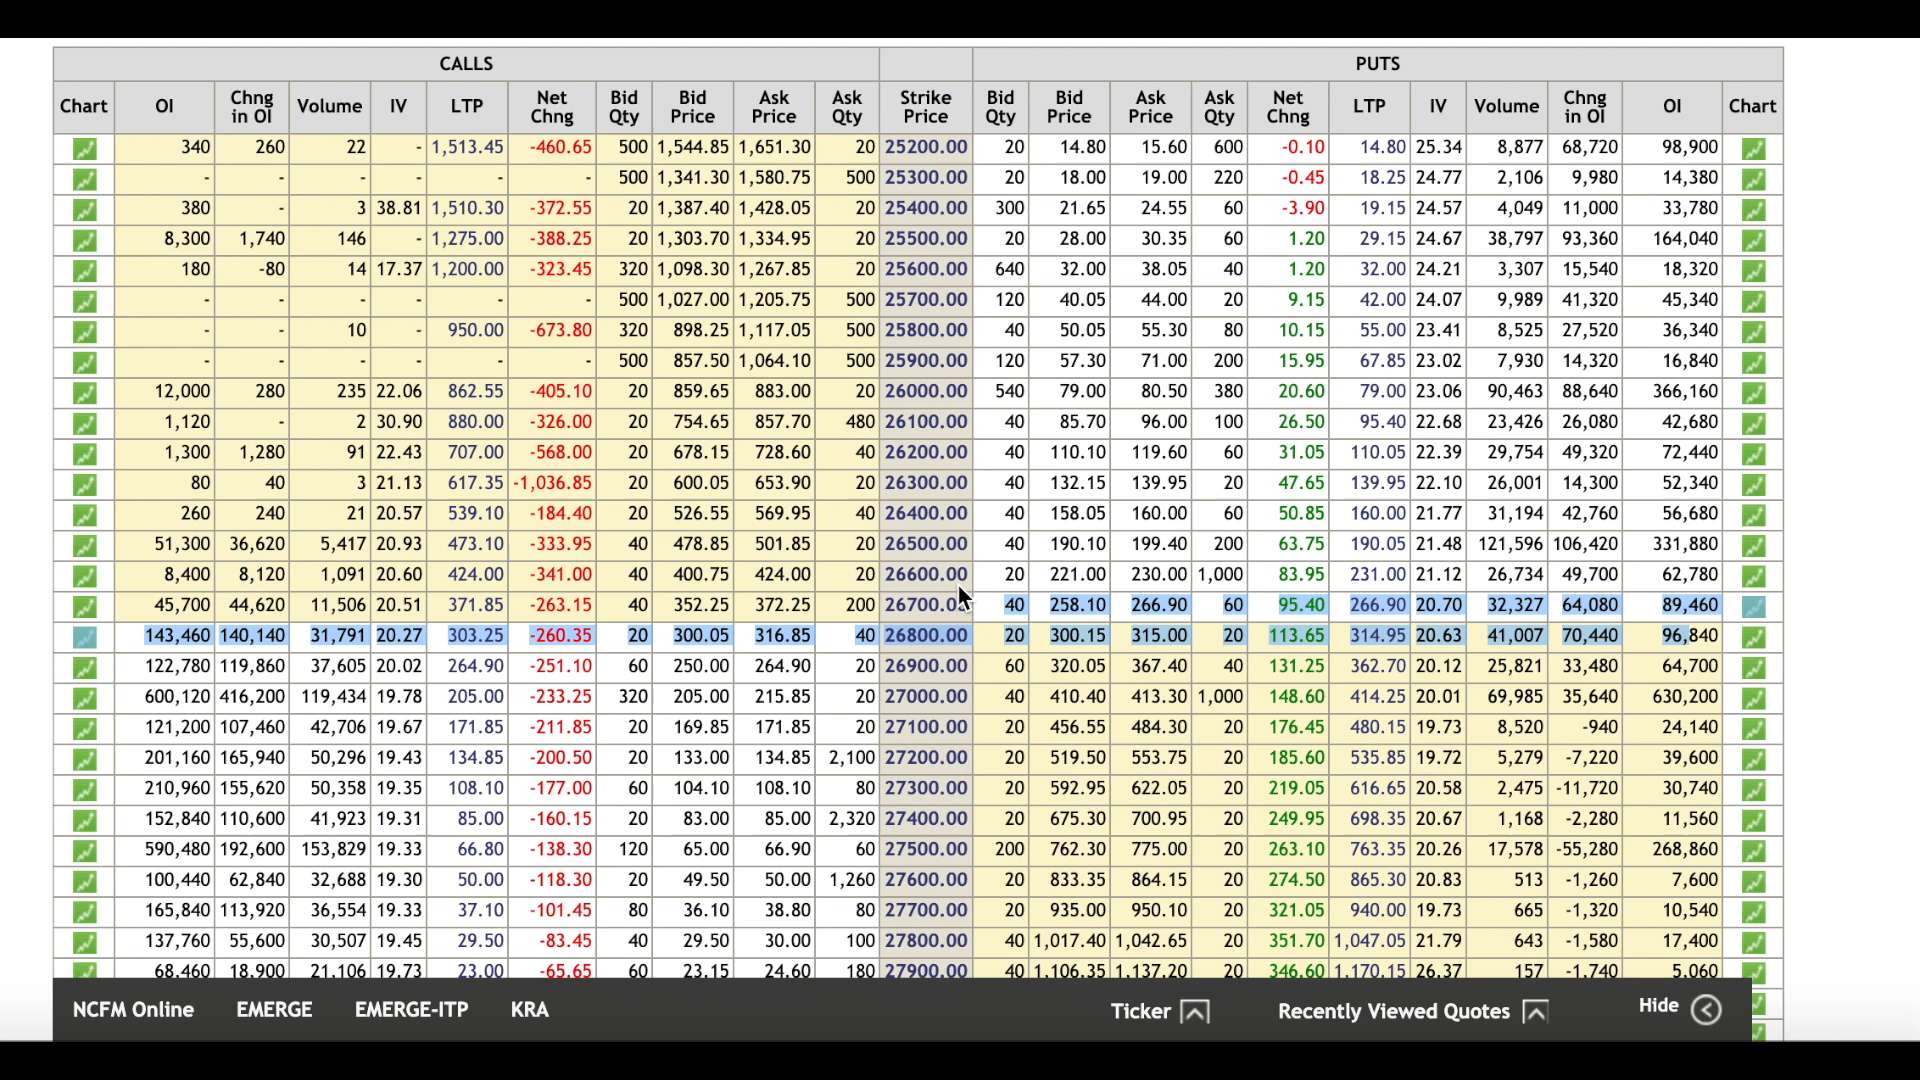 CALLS PUTS
Chart OI Chng in OI Volume IV LTP Net Chng Bid Qty Bid Price Ask Price Ask Qty Strike Price Bid Qty Bid Price Ask Price Ask Qty Net Chng LTP IV Volume Chng in OI OI Chart
340 260 22 - 1,513.45 -460.65 500 1,544.85 1,651.30 20 25200.00 20 14.80 15.60 600 -0.10 14.80 25.34 8,877 68,720 98,900
- - - - - - 500 1,341.30 1,580.75 500 25300.00 20 18.00 19.00 220 -0.45 18.25 24.77 2,106 9,980 14,380
380 - 3 38.81 1,510.30 -372.55 20 1,387.40 1,428.05 20 25400.00 300 21.65 24.55 60 -3.90 19.15 24.57 4,049 11,000 33,780
8,300 1,740 146 - 1,275.00 -388.25 20 1,303.70 1,334.95 20 25500.00 20 28.00 30.35 60 1.20 29.15 24.67 38,797 93,360 164,040
180 -80 14 17.37 1,200.00 -323.45 320 1,098.30 1,267.85 20 25600.00 640 32.00 38.05 40 1.20 32.00 24.21 3,307 15,540 18,320
- - - - - - 500 1,027.00 1,205.75 500 25700.00 120 40.05 44.00 20 9.15 42.00 24.07 9,989 41,320 45,340
- - 10 - 950.00 -673.80 320 898.25 1,117.05 500 25800.00 40 50.05 55.30 80 10.15 55.00 23.41 8,525 27,520 36,340
- - - - - - 500 857.50 1,064.10 500 25900.00 120 57.30 71.00 200 15.95 67.85 23.02 7,930 14,320 16,840
12,000 280 235 22.06 862.55 -405.10 20 859.65 883.00 20 26000.00 540 79.00 80.50 380 20.60 79.00 23.06 90,463 88,640 366,160
1,120 - 2 30.90 880.00 -326.00 20 754.65 857.70 480 26100.00 40 85.70 96.00 100 26.50 95.40 22.68 23,426 26,080 42,680
1,300 1,280 91 22.43 707.00 -568.00 20 678.15 728.60 40 26200.00 40 110.10 119.60 60 31.05 110.05 22.39 29,754 49,320 72,440
80 40 3 21.13 617.35 -1,036.85 20 600.05 653.90 20 26300.00 40 132.15 139.95 20 47.65 139.95 22.10 26,001 14,300 52,340
260 240 21 20.57 539.10 -184.40 20 526.55 569.95 40 26400.00 40 158.05 160.00 60 50.85 160.00 21.77 31,194 42,760 56,680
51,300 36,620 5,417 20.93 473.10 -333.95 40 478.85 501.85 20 26500.00 40 190.10 199.40 200 63.75 190.05 21.48 121,596 106,420 331,880
8,400 8,120 1,091 20.60 424.00 -341.00 40 400.75 424.00 20 26600.00 20 221.00 230.00 1,000 83.95 231.00 21.12 26,734 49,700 62,780
45,700 44,620 11,506 20.51 371.85 -263.15 40 352.25 372.25 200 26700.00 40 258.10 266.90 60 95.40 266.90 20.70 32,327 64,080 89,460
143,460 140,140 31,791 20.27 303.25 -260.35 20 300.05 316.85 40 26800.00 20 300.15 315.00 20 113.65 314.95 20.63 41,007 70,440 96,840
122,780 119,860 37,605 20.02 264.90 -251.10 60 250.00 264.90 20 26900.00 60 320.05 367.40 40 131.25 362.70 20.12 25,821 33,480 64,700
600,120 416,200 119,434 19.78 205.00 -233.25 320 205.00 215.85 20 27000.00 40 410.40 413.30 1,000 148.60 414.25 20.01 69,985 35,640 630,200
121,200 107,460 42,706 19.67 171.85 -211.85 20 169.85 171.85 20 27100.00 20 456.55 484.30 20 176.45 480.15 19.73 8,520 -940 24,140
201,160 165,940 50,296 19.43 134.85 -200.50 20 133.00 134.85 2,100 27200.00 20 519.50 553.75 20 185.60 535.85 19.72 5,279 -7,220 39,600
210,960 155,620 50,358 19.35 108.10 -177.00 60 104.10 108.10 80 27300.00 20 592.95 622.05 20 219.05 616.65 20.58 2,475 -11,720 30,740
152,840 110,600 41,923 19.31 85.00 -160.15 20 83.00 85.00 2,320 27400.00 20 675.30 700.95 20 249.95 698.35 20.67 1,168 -2,280 11,560
590,480 192,600 153,829 19.33 66.80 -138.30 120 65.00 66.90 60 27500.00 200 762.30 775.00 20 263.10 763.35 20.26 17,578 -55,280 268,860
100,440 62,840 32,688 19.30 50.00 -118.30 20 49.50 50.00 1,260 27600.00 20 833.35 864.15 20 274.50 865.30 20.83 513 -1,260 7,600
165,840 113,920 36,554 19.33 37.10 -101.45 80 36.10 38.80 80 27700.00 20 935.00 950.10 20 321.05 940.00 19.73 665 -1,320 10,540
137,760 55,600 30,507 19.45 29.50 -83.45 40 29.50 30.00 100 27800.00 40 1,017.40 1,042.65 20 351.70 1,047.05 21.79 643 -1,580 17,400
68,460 18,900 21,106 19.73 23.00 -65.65 60 23.15 24.60 180 27900.00 40 1,106.35 1,137.20 20 346.60 1,170.15 26.37 157 -1,740 5,060
NCFM Online EMERGE EMERGE-ITP KRA Ticker Recently Viewed Quotes Hide